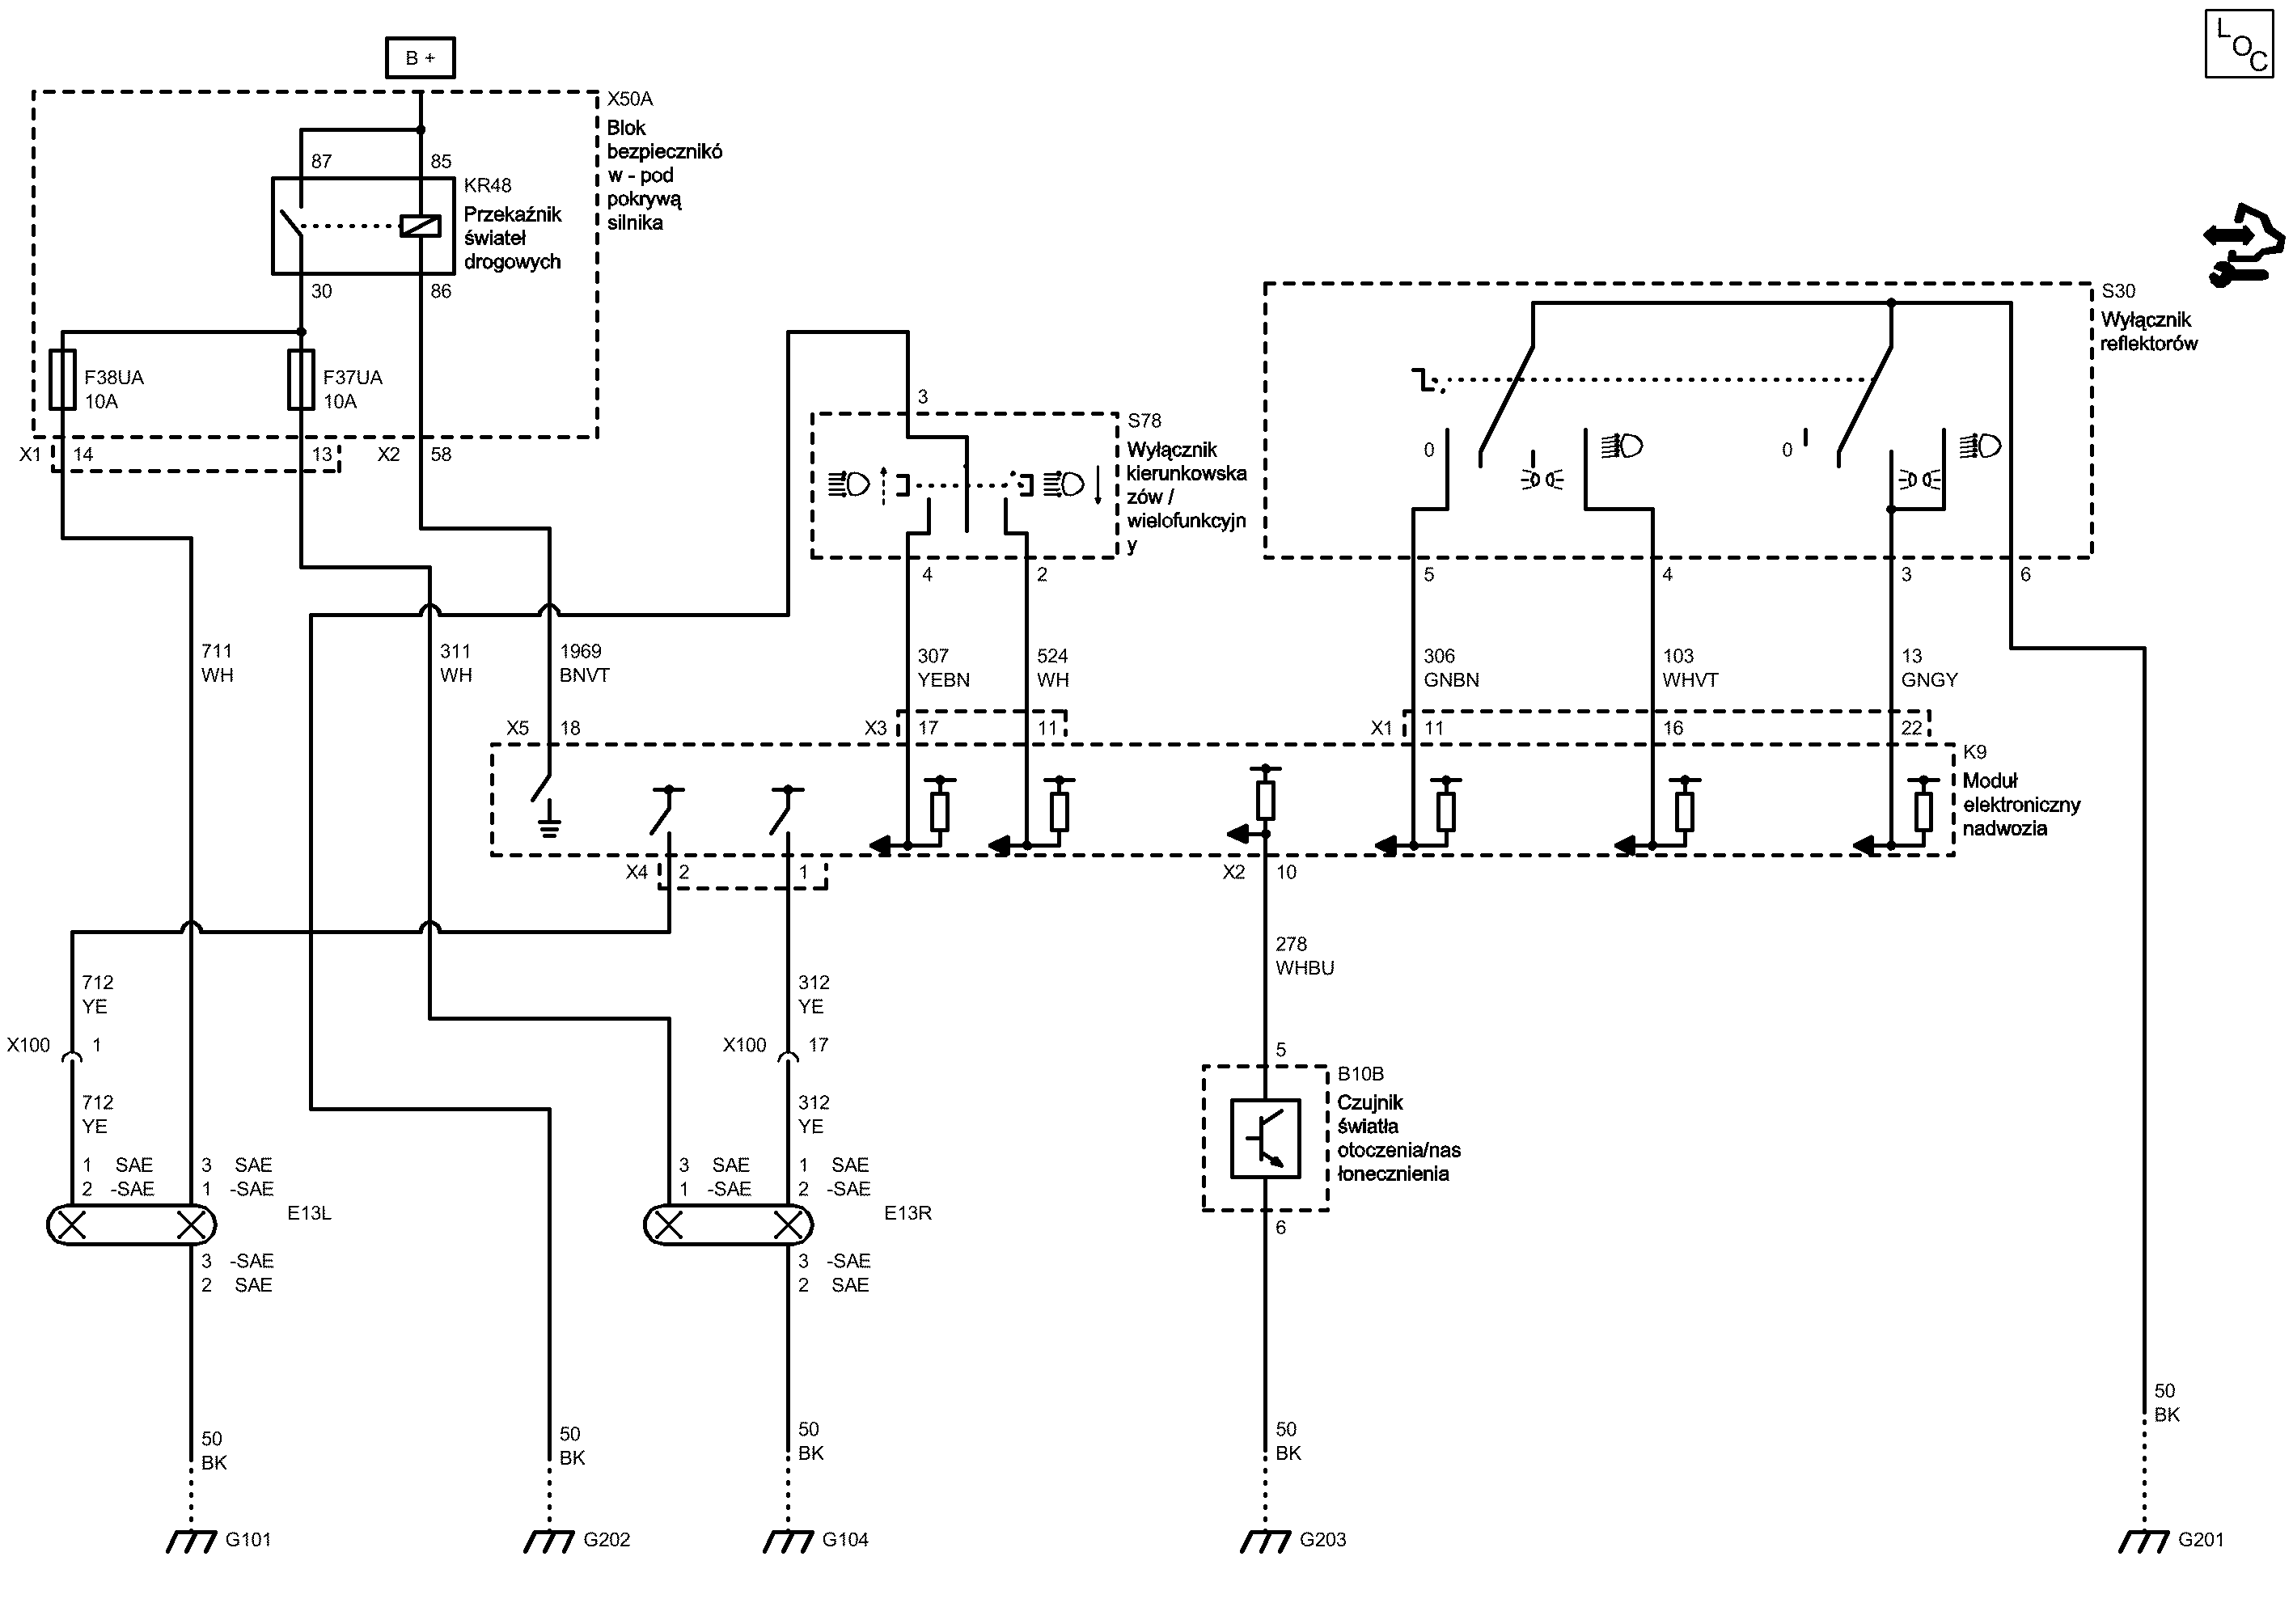 B +
L
O
C
X50A
Blok
bezpiecznikó
w - pod
pokrywą
silnika
87
85
KR48
Przekaźnik
świateł
drogowych
30
86
F38UA
10A
F37UA
10A
X1
14
13
X2
58
3
S78
Wyłącznik
kierunkowska
zów /
wielofunkcyjn
y
4
2
S30
Wyłącznik
reflektorów
0
0
5
4
3
6
711
WH
311
WH
1969
BNVT
307
YEBN
524
WH
306
GNBN
103
WHVT
13
GNGY
X5
18
X3
17
11
X1
11
16
22
K9
Moduł
elektroniczny
nadwozia
X4
2
1
X2
10
278
WHBU
712
YE
312
YE
X100
1
X100
17
712
YE
312
YE
5
B10B
Czujnik
światła
otoczenia/nas
łonecznienia
6
1 SAE
2 -SAE
3 SAE
1 -SAE
E13L
3 SAE
1 -SAE
1 SAE
2 -SAE
E13R
3 -SAE
2 SAE
3 -SAE
2 SAE
50
BK
50
BK
50
BK
50
BK
50
BK
G101
G202
G104
G203
G201